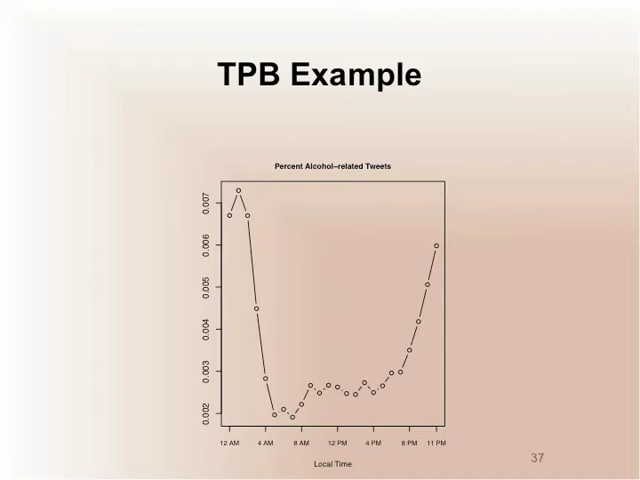 TPB Example
Percent Alcohol–related Tweets
0.007
0.006
0.005
0.004
0.003
0.002
12 AM 4 AM 8 AM 12 PM 4 PM 8 PM 11 PM
Local Time
37